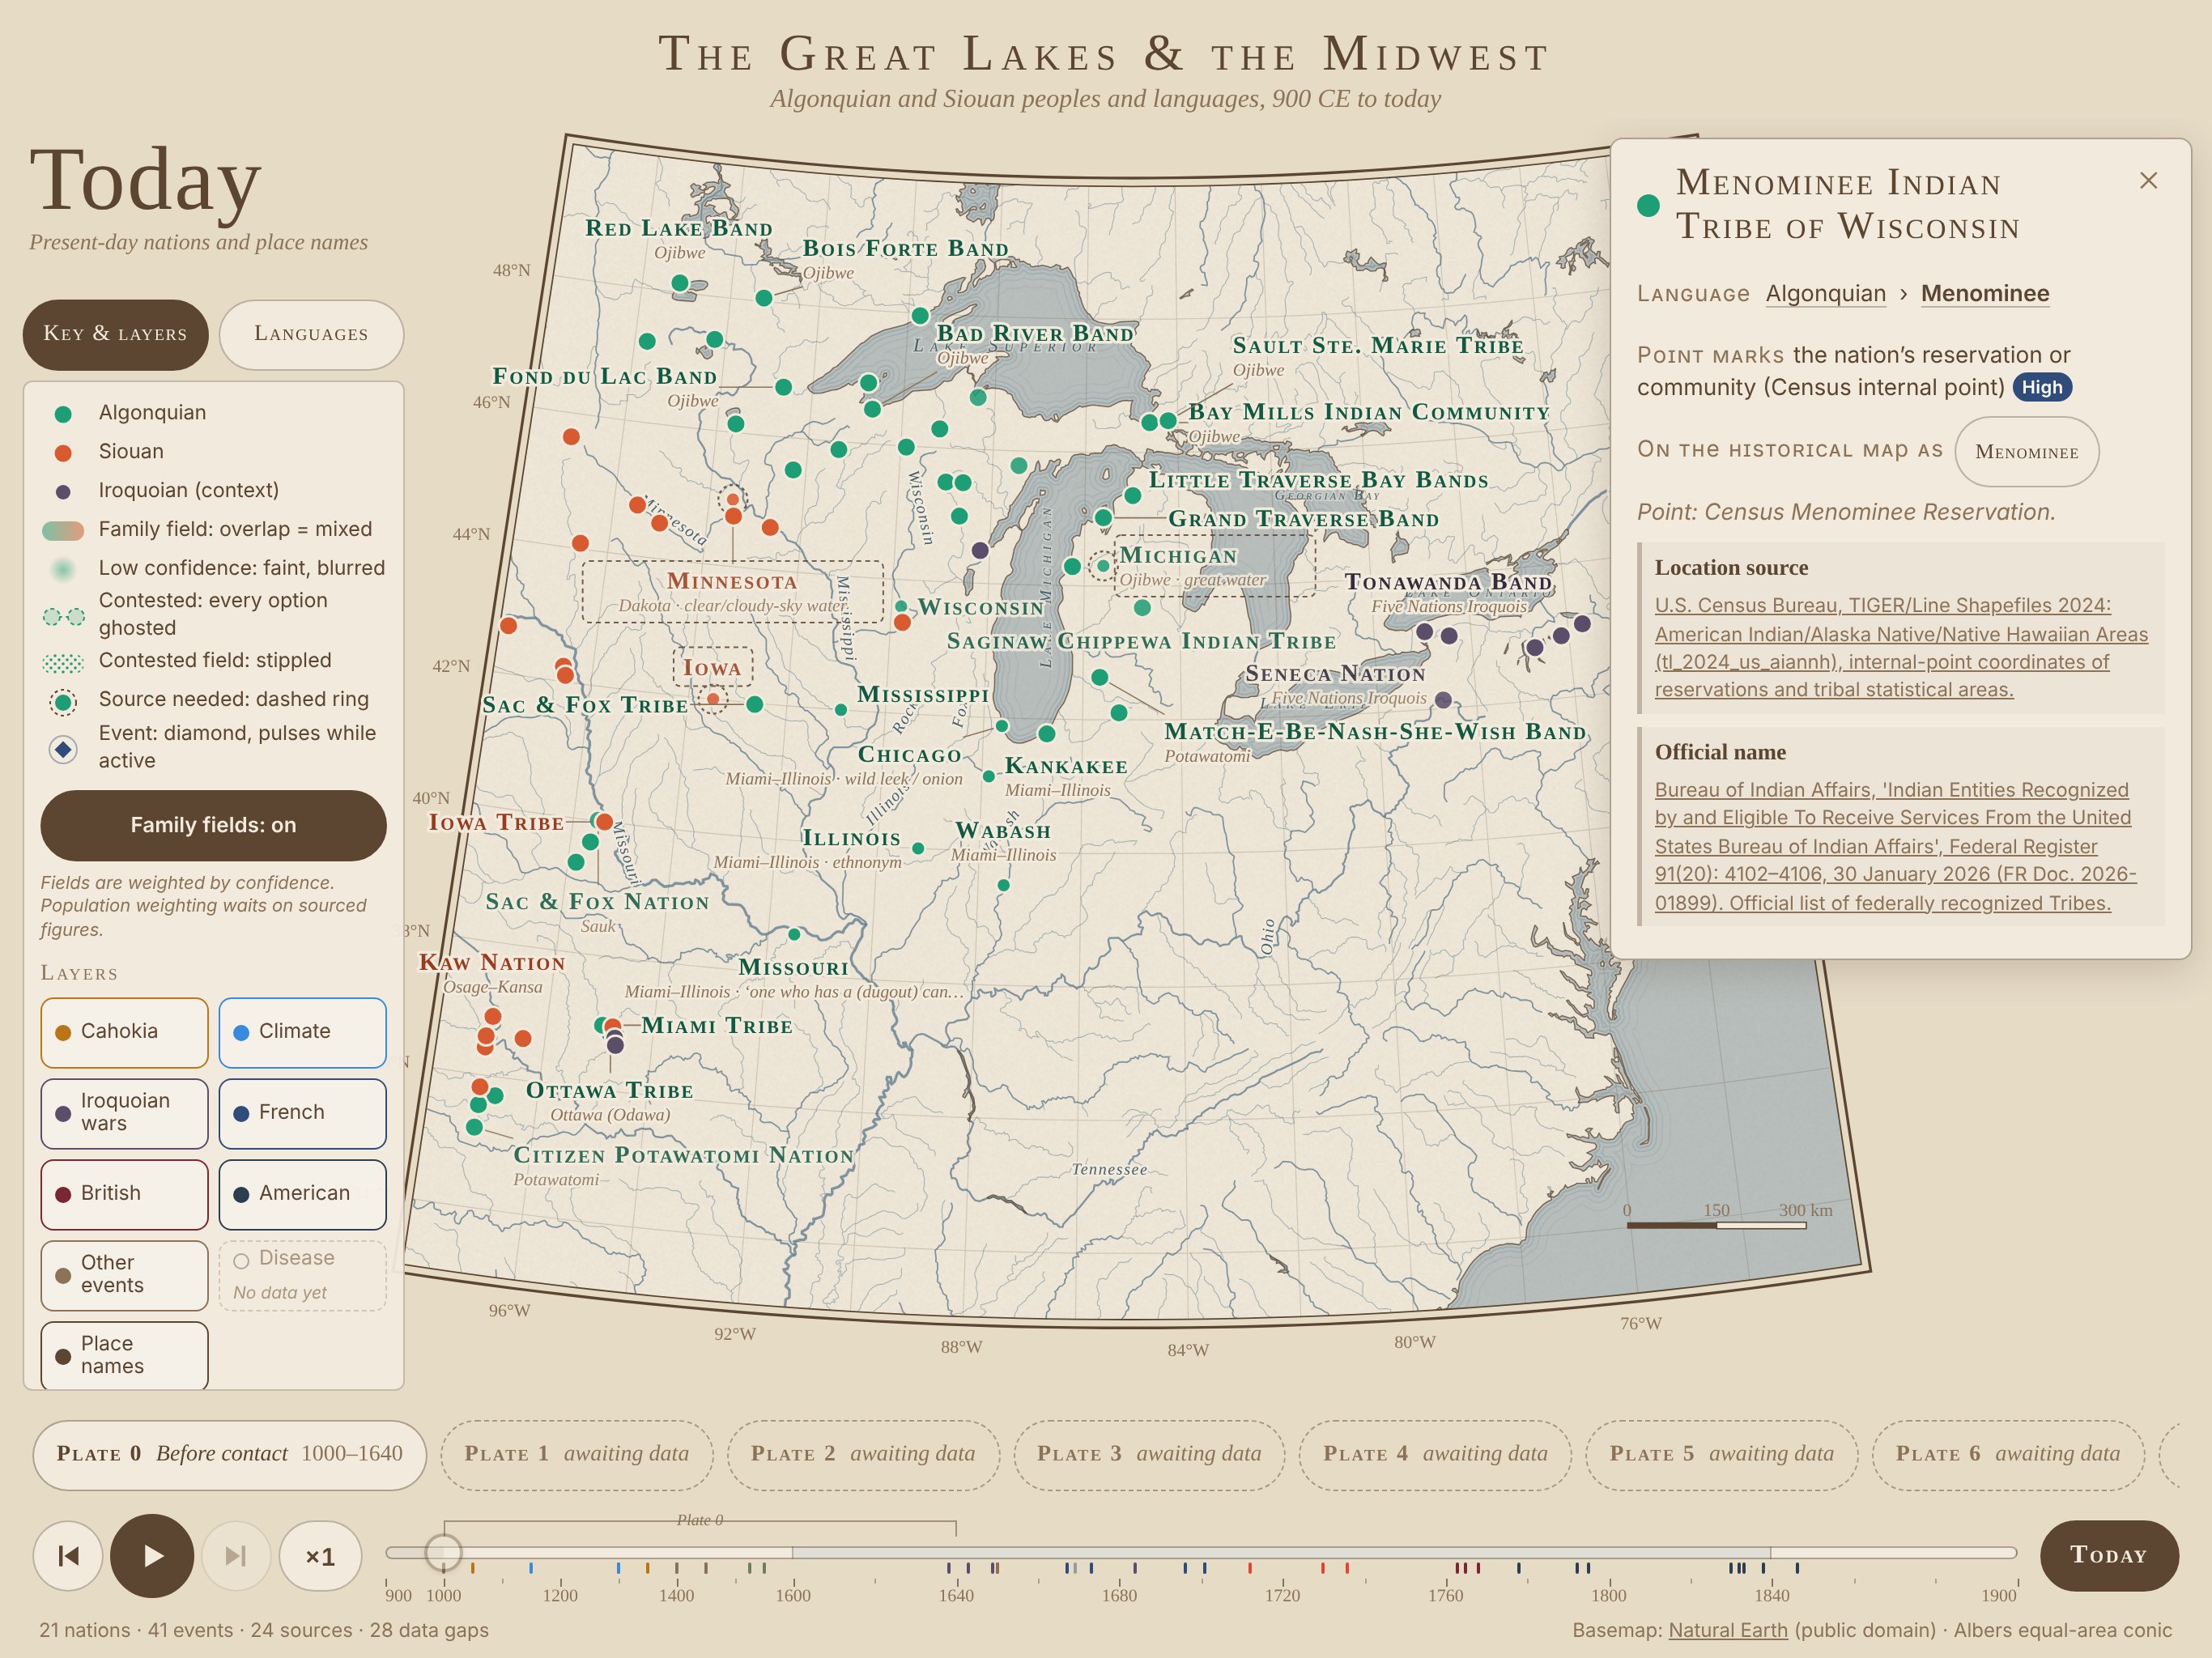 The Great Lakes & the Midwest
Algonquian and Siouan peoples and languages, 900 CE to today
Today
Present-day nations and place names
Key & layers
Languages
Algonquian
Siouan
Iroquoian (context)
Family field: overlap = mixed
Low confidence: faint, blurred
Contested: every option
ghosted
Contested field: stippled
Source needed: dashed ring
Event: diamond, pulses while
active
Family fields: on
Fields are weighted by confidence.
Population weighting waits on sourced
figures.
Layers
Cahokia
Climate
Iroquoian
wars
French
British
American
Other
events
Disease
No data yet
Place
names
48°N
46°N
44°N
42°N
40°N
Red Lake Band
Ojibwe
Bois Forte Band
Ojibwe
Bad River Band
Ojibwe
Lake Superior
Sault Ste. Marie Tribe
Ojibwe
Fond du Lac Band
Ojibwe
Bay Mills Indian Community
Ojibwe
Little Traverse Bay Bands
Georgian Bay
Grand Traverse Band
Wisconsin
Minnesota
Lake Michigan
Michigan
Ojibwe · great water
Minnesota
Dakota · clear/cloudy-sky water
Mississippi
Tonawanda Band
Lake Ontario
Five Nations Iroquois
Wisconsin
Saginaw Chippewa Indian Tribe
Iowa
Seneca Nation
Five Nations Iroquois
Sac & Fox Tribe
Mississippi
Rock
Match-E-Be-Nash-She-Wish Band
Potawatomi
Chicago
Miami–Illinois · wild leek / onion
Kankakee
Miami–Illinois
Illinois
Iowa Tribe
Missouri
Illinois
Miami–Illinois · ethnonym
Wabash
Miami–Illinois
Sac & Fox Nation
Sauk
Ohio
Kaw Nation
Osage–Kansa
Missouri
Miami–Illinois · ‘one who has a (dugout) can…
Miami Tribe
Ottawa Tribe
Ottawa (Odawa)
Citizen Potawatomi Nation
Potawatomi
Tennessee
0 150 300 km
96°W
92°W
88°W
84°W
80°W
76°W
Menominee Indian
Tribe of Wisconsin
Language Algonquian › Menominee
Point marks the nation’s reservation or
community (Census internal point) High
On the historical map as Menominee
Point: Census Menominee Reservation.
Location source
U.S. Census Bureau, TIGER/Line Shapefiles 2024:
American Indian/Alaska Native/Native Hawaiian Areas
(tl_2024_us_aiannh), internal-point coordinates of
reservations and tribal statistical areas.
Official name
Bureau of Indian Affairs, 'Indian Entities Recognized
by and Eligible To Receive Services From the United
States Bureau of Indian Affairs', Federal Register
91(20): 4102–4106, 30 January 2026 (FR Doc. 2026-
01899). Official list of federally recognized Tribes.
Plate 0 Before contact 1000–1640
Plate 1 awaiting data
Plate 2 awaiting data
Plate 3 awaiting data
Plate 4 awaiting data
Plate 5 awaiting data
Plate 6 awaiting data
Plate 0
×1
Today
900 1000 1200 1400 1600 1640 1680 1720 1760 1800 1840 1900
21 nations · 41 events · 24 sources · 28 data gaps
Basemap: Natural Earth (public domain) · Albers equal-area conic